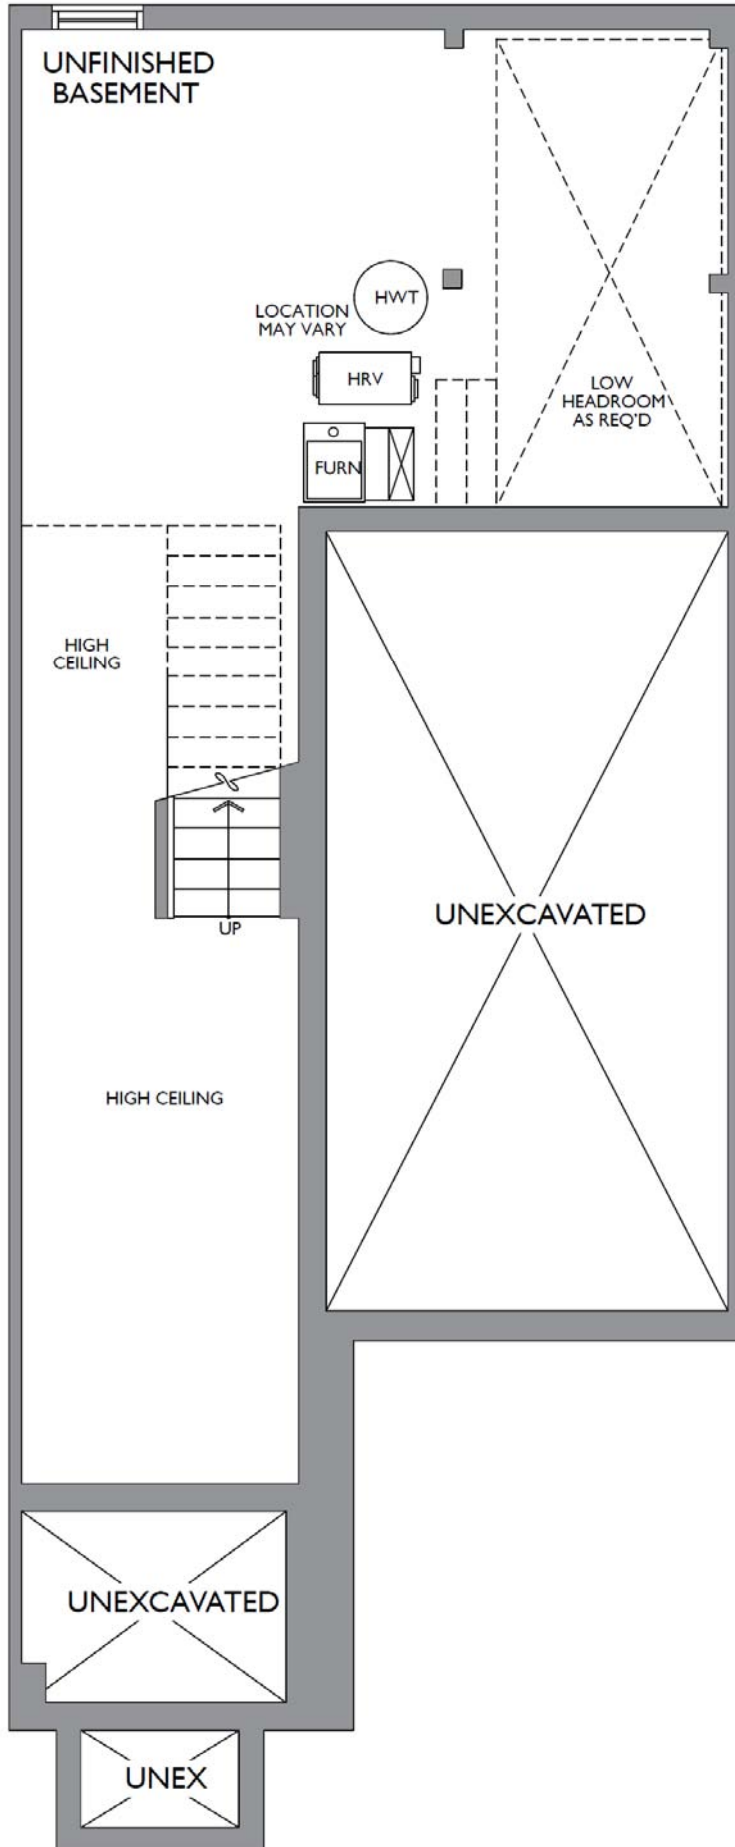 UNFINISHED
BASEMENT
HWT
LOCATION
MAY VARY
HRV
LOW
HEADROOM
AS REQ'D
FURN
HIGH
CEILING
UNEXCAVATED
UP
HIGH CEILING
UNEXCAVATED
UNEX